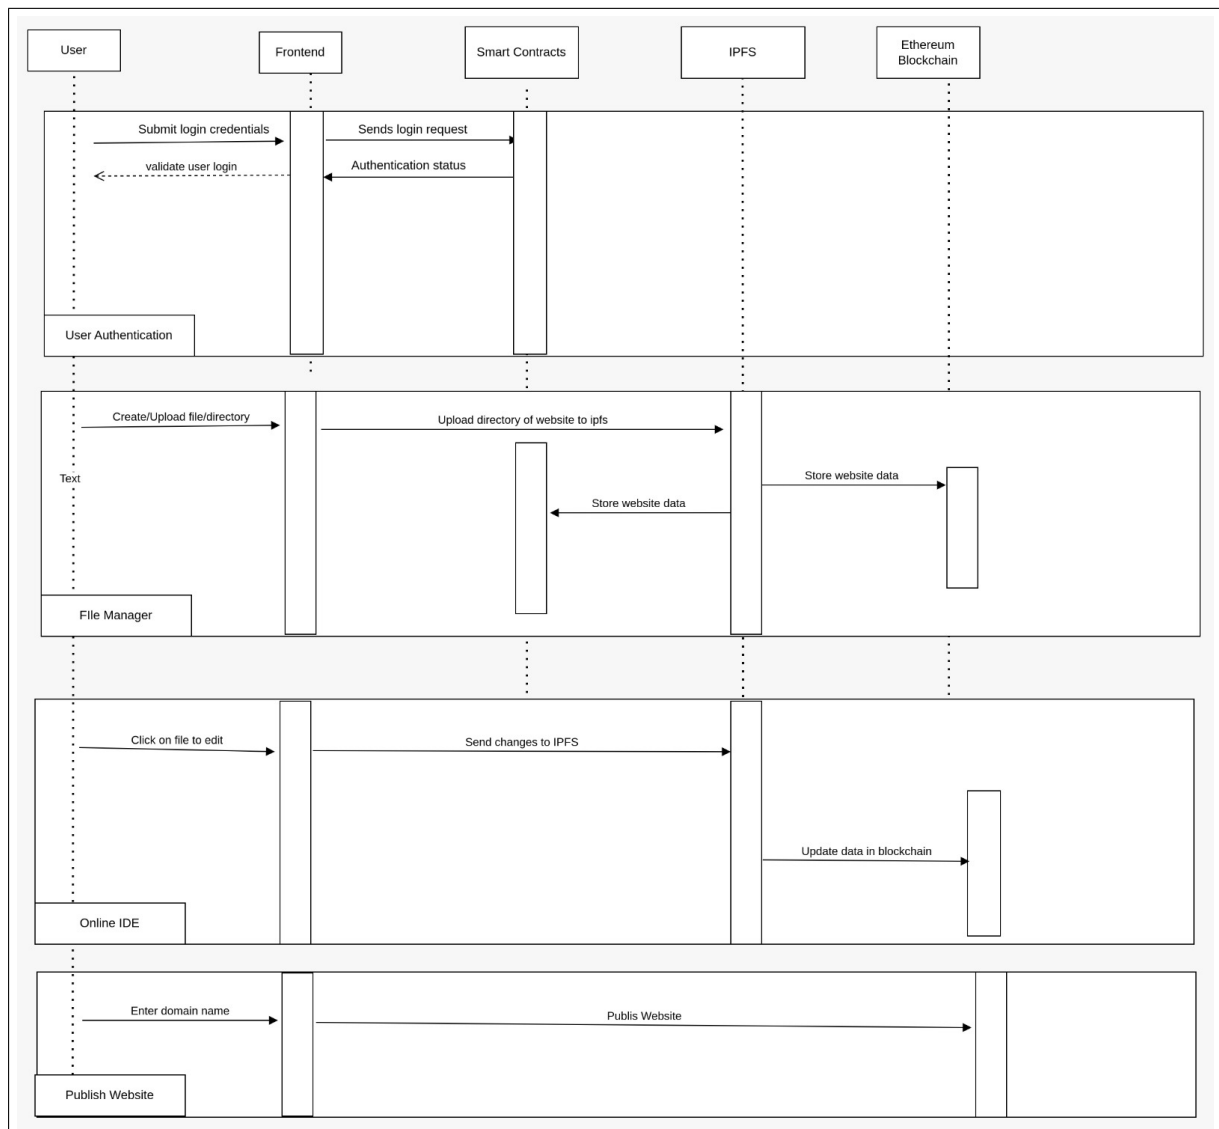 User
Frontend
Smart Contracts
IPFS
Ethereum
Blockchain
Submit login credentials
Sends login request
validate user login
Authentication status
User Authentication
Create/Upload file/directory
Upload directory of website to ipfs
Text
Store website data
Store website data
FIle Manager
Click on file to edit
Send changes to IPFS
Update data in blockchain
Online IDE
Enter domain name
Publis Website
Publish Website